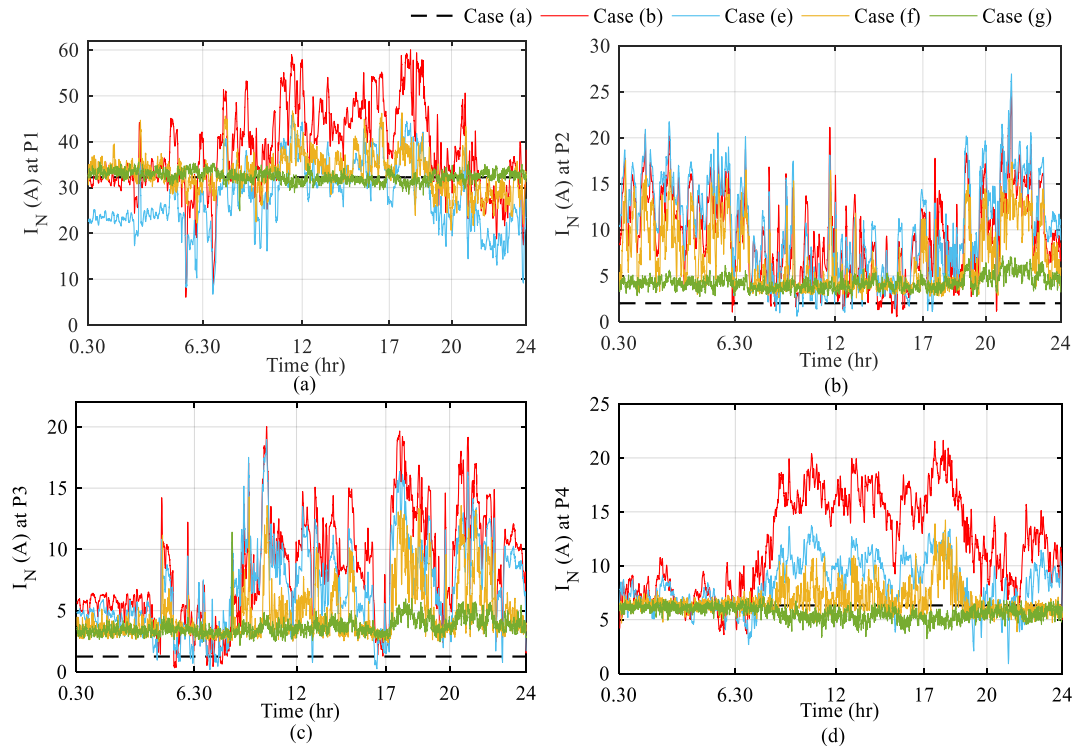 Case (a) Case (b) Case (e) Case (f) Case (g)
I_N (A) at P1
60
50
40
30
20
10
0
0.30 6.30 12 17 20 24
Time (hr)
(a)
I_N (A) at P2
30
25
20
15
10
5
0
0.30 6.30 12 17 20 24
Time (hr)
(b)
I_N (A) at P3
20
15
10
5
0
0.30 6.30 12 17 20 24
Time (hr)
(c)
I_N (A) at P4
25
20
15
10
5
0
0.30 6.30 12 17 20 24
Time (hr)
(d)